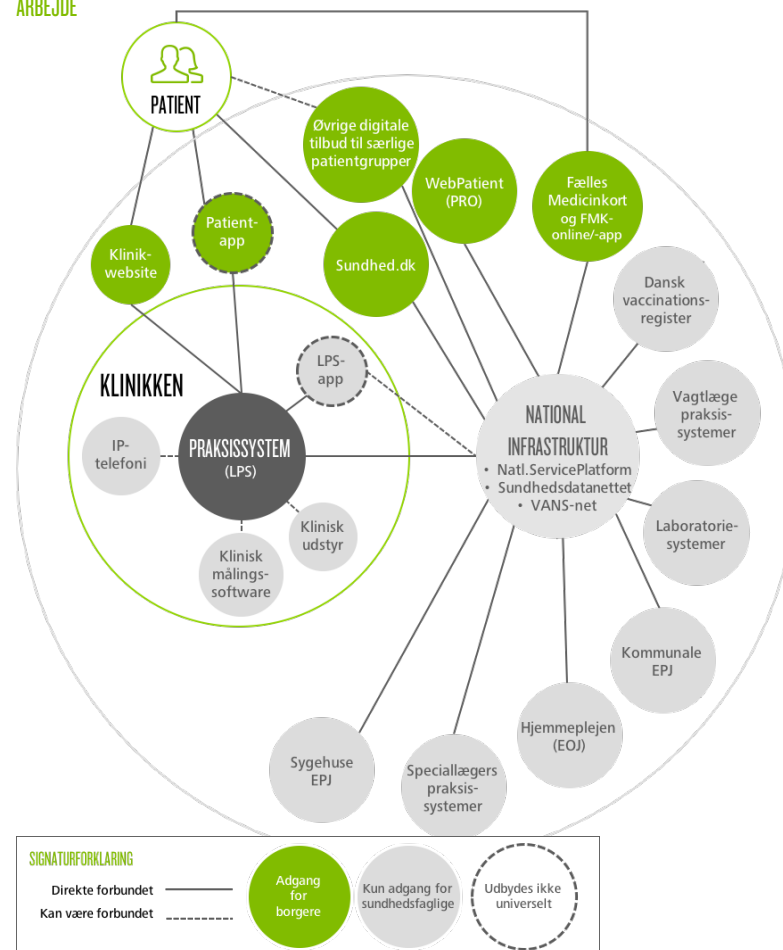 ARBEJDE
PATIENT
Øvrige digitale
tilbud til særlige
patientgrupper
WebPatient
(PRO)
Fælles
Medicinkort
og FMK-
online/-app
Patient-
app
Klinik-
website
Sundhed.dk
Dansk
vaccinations-
register
LPS-
app
KLINIKKEN
Vagtlæge
praksis-
systemer
NATIONAL
INFRASTRUKTUR
• Natl.ServicePlatform
• Sundhedsdatanettet
• VANS-net
IP-
telefoni
PRAKSISSYSTEM
(LPS)
Laboratorie-
systemer
Klinisk
udstyr
Klinisk
målings-
software
Kommunale
EPJ
Hjemmeplejen
(EOJ)
Sygehuse
EPJ
Speciallægers
praksis-
systemer
SIGNATURFORKLARING
Direkte forbundet
Kan være forbundet
Adgang
for
borgere
Kun adgang for
sundhedsfaglige
Udbydes ikke
universelt